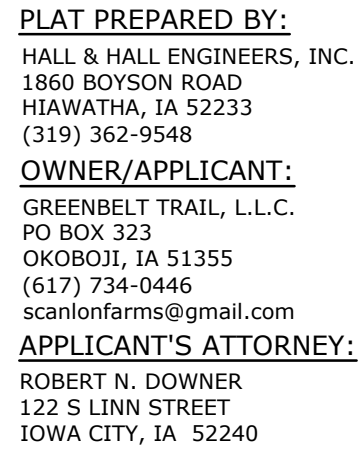 PLAT PREPARED BY:
HALL & HALL ENGINEERS, INC.
1860 BOYSON ROAD
HIAWATHA, IA 52233
(319) 362-9548
OWNER/APPLICANT:
GREENBELT TRAIL, L.L.C.
PO BOX 323
OKOBOJI, IA 51355
(617) 734-0446
scanlonfarms@gmail.com
APPLICANT'S ATTORNEY:
ROBERT N. DOWNER
122 S LINN STREET
IOWA CITY, IA  52240